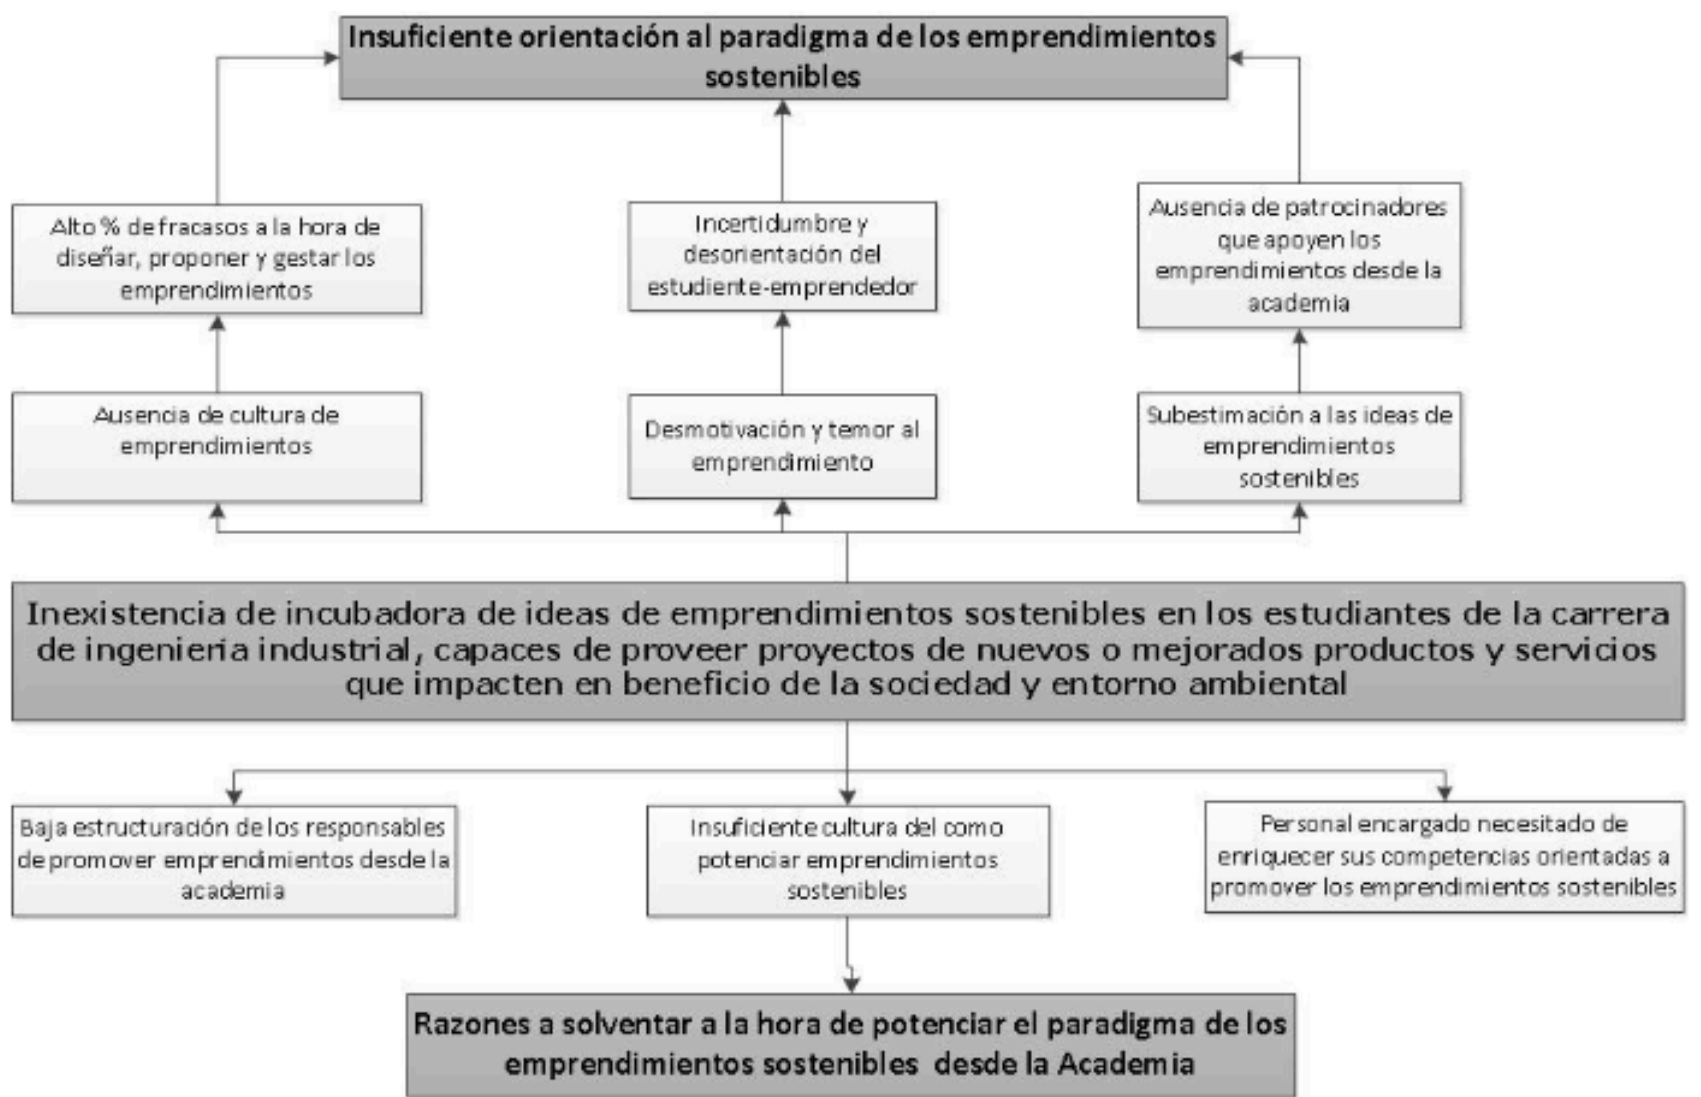 Insuficiente orientación al paradigma de los emprendimientos
sostenibles
Alto % de fracasos a la hora de
diseñar, proponer y gestar los
emprendimientos
Incertidumbre y
desorientación del
estudiante-emprendedor
Ausencia de patrocinadores
que apoyen los
emprendimientos desde la
academia
Ausencia de cultura de
emprendimientos
Desmotivación y temor al
emprendimiento
Subestimación a las ideas de
emprendimientos
sostenibles
Inexistencia de incubadora de ideas de emprendimientos sostenibles en los estudiantes de la carrera
de ingeniería industrial, capaces de proveer proyectos de nuevos o mejorados productos y servicios
que impacten en beneficio de la sociedad y entorno ambiental
Baja estructuración de los responsables
de promover emprendimientos desde la
academia
Insuficiente cultura del como
potenciar emprendimientos
sostenibles
Personal encargado necesitado de
enriquecer sus competencias orientadas a
promover los emprendimientos sostenibles
Razones a solventar a la hora de potenciar el paradigma de los
emprendimientos sostenibles desde la Academia